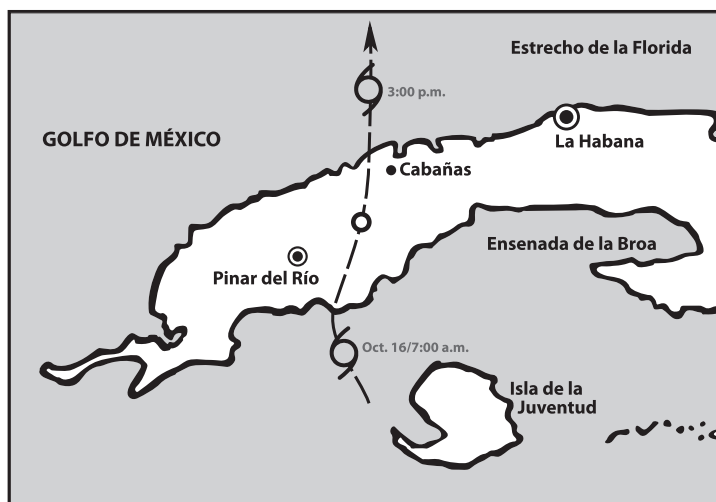 Estrecho de la Florida
3:00 p.m.
GOLFO DE MÉXICO
La Habana
Cabañas
Ensenada de la Broa
Pinar del Río
Oct. 16/7:00 a.m.
Isla de la
Juventud